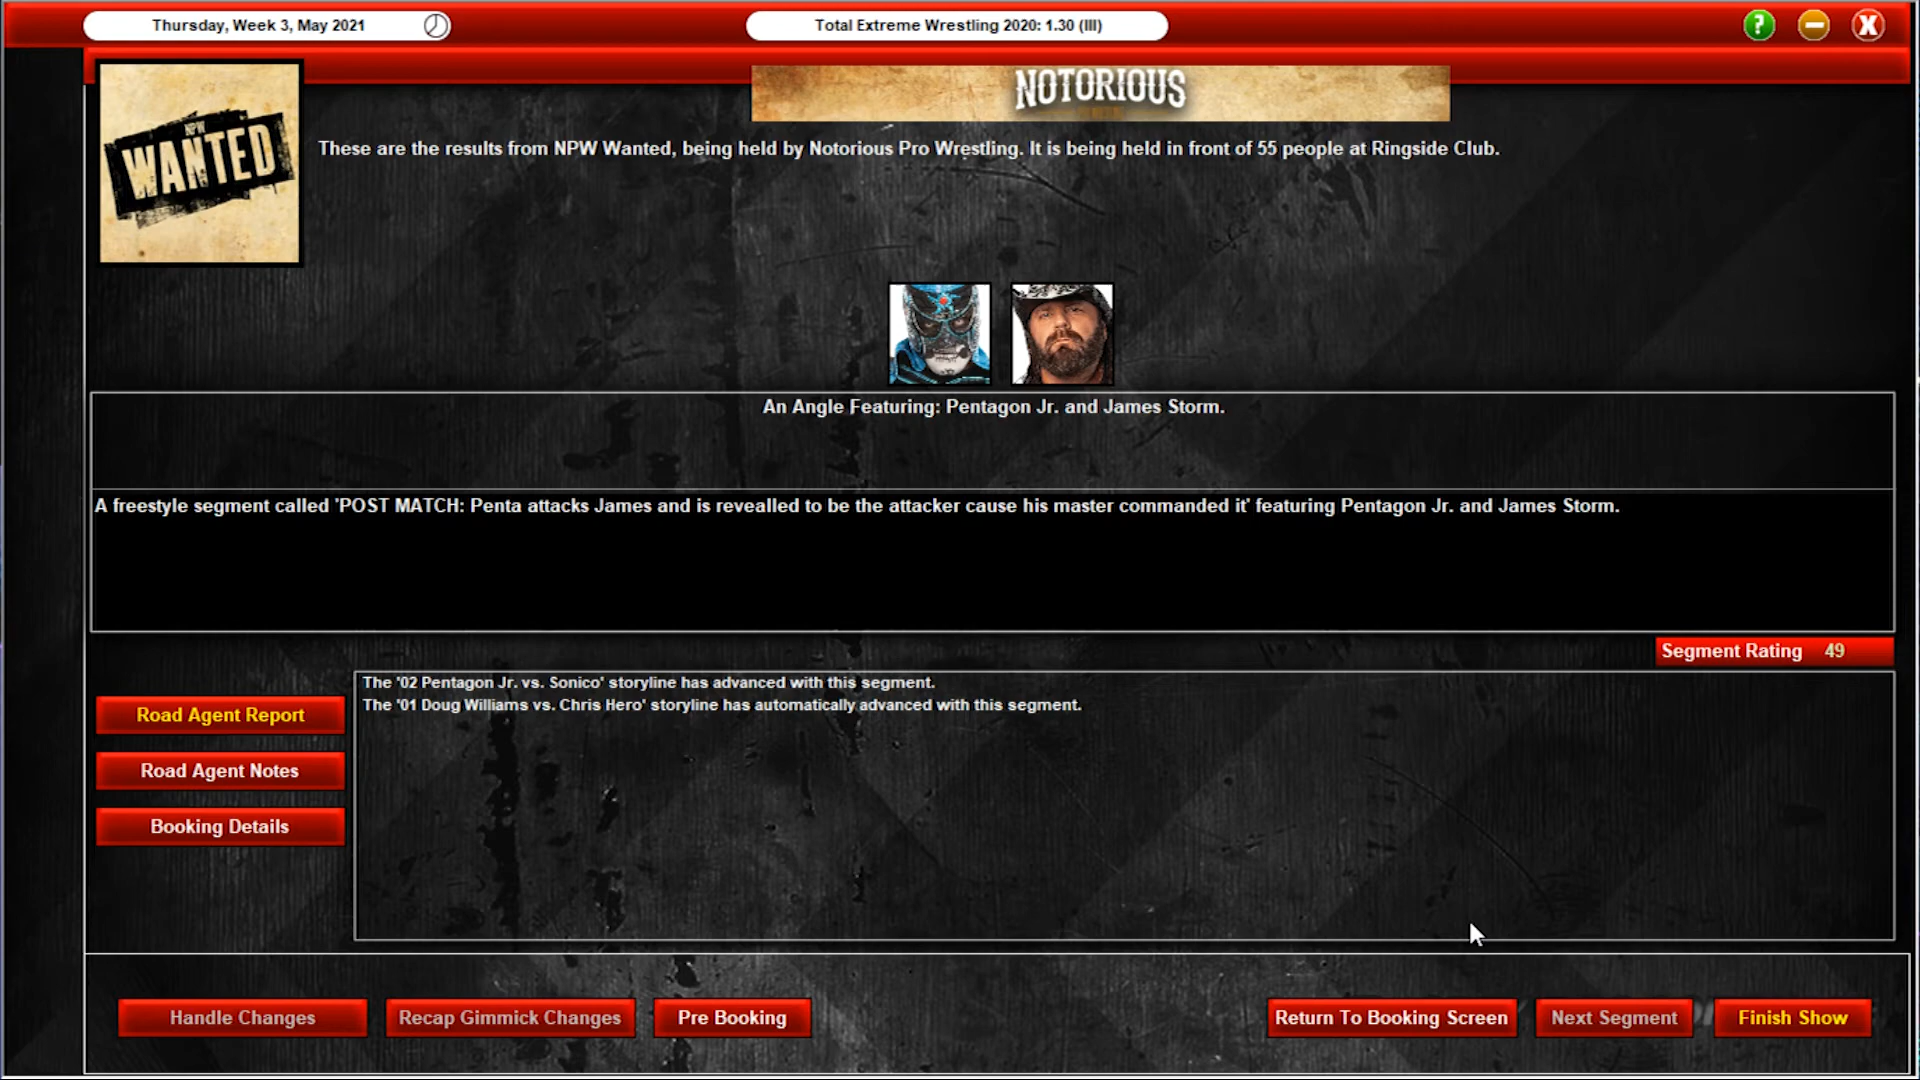 Thursday, Week 3, May 2021
Total Extreme Wrestling 2020: 1.30 (III)
?
X
NPW
WANTED
NOTORIOUS
These are the results from NPW Wanted, being held by Notorious Pro Wrestling. It is being held in front of 55 people at Ringside Club.
An Angle Featuring: Pentagon Jr. and James Storm.
A freestyle segment called 'POST MATCH: Penta attacks James and is revealled to be the attacker cause his master commanded it' featuring Pentagon Jr. and James Storm.
Segment Rating 49
Road Agent Report
Road Agent Notes
Booking Details
The '02 Pentagon Jr. vs. Sonico' storyline has advanced with this segment.
The '01 Doug Williams vs. Chris Hero' storyline has automatically advanced with this segment.
Handle Changes
Recap Gimmick Changes
Pre Booking
Return To Booking Screen
Next Segment
Finish Show